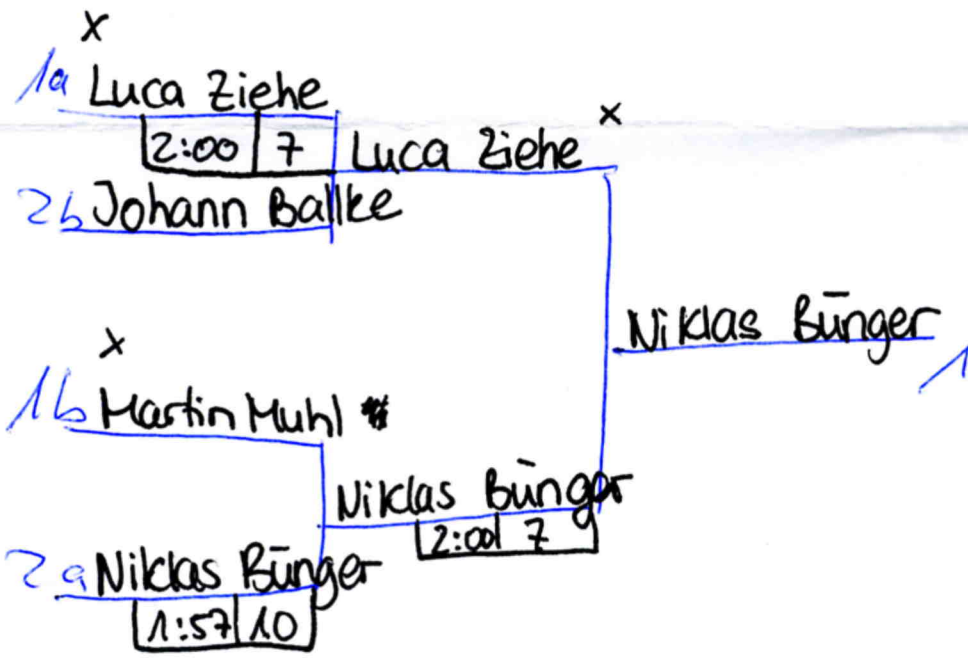 x
1a Luca Ziehe
2:00 7
Luca Ziehe x
2b Johann Ballke
Niklas Bünger
1
x
1b Martin Muhl
Niklas Bünger
2:00 7
2a Niklas Bünger
1:57 10